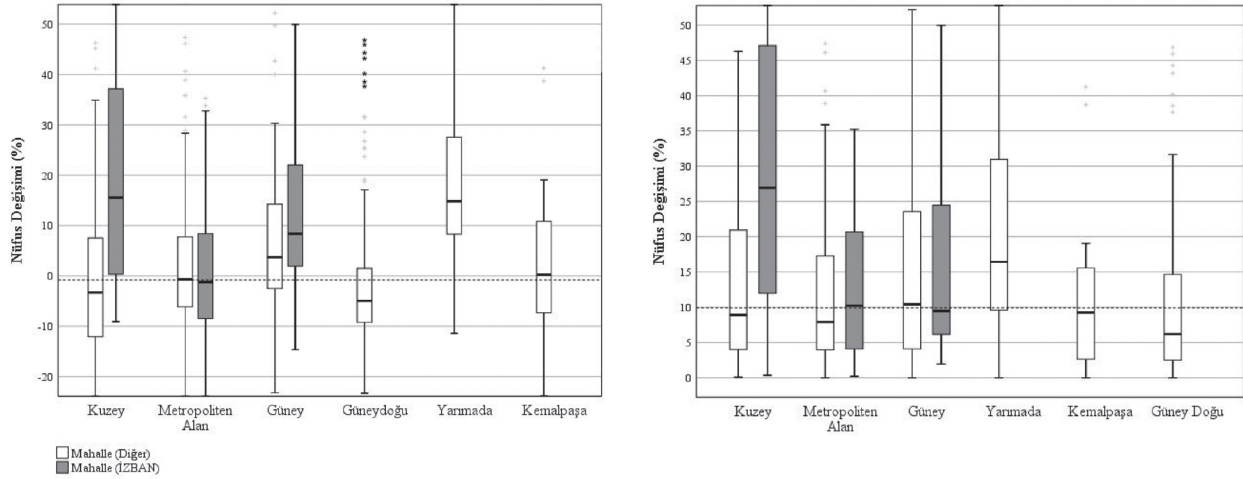 Nüfus Değişimi (%)
50
40
30
20
10
0
-10
-20
Kuzey
Metropoliten
Alan
Güney
Güneydoğu
Yarımada
Kemalpaşa
Mahalle (Diğer)
Mahalle (İZBAN)
Nüfus Değişimi (%)
50
45
40
35
30
25
20
15
10
5
0
Kuzey
Metropoliten
Alan
Güney
Yarımada
Kemalpaşa
Güney Doğu